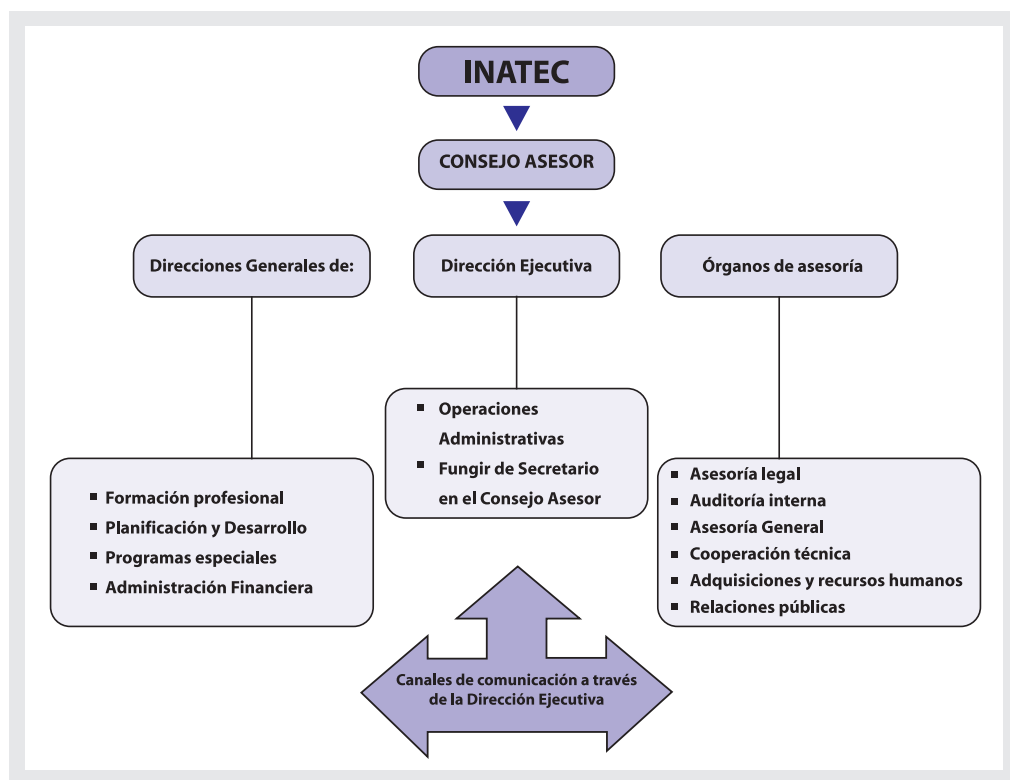 INATEC
CONSEJO ASESOR
Direcciones Generales de:
Dirección Ejecutiva
Órganos de asesoría
▪ Formación profesional
▪ Planificación y Desarrollo
▪ Programas especiales
▪ Administración Financiera
▪ Operaciones
Administrativas
▪ Fungir de Secretario
en el Consejo Asesor
▪ Asesoría legal
▪ Auditoría interna
▪ Asesoría General
▪ Cooperación técnica
▪ Adquisiciones y recursos humanos
▪ Relaciones públicas
Canales de comunicación a través
de la Dirección Ejecutiva